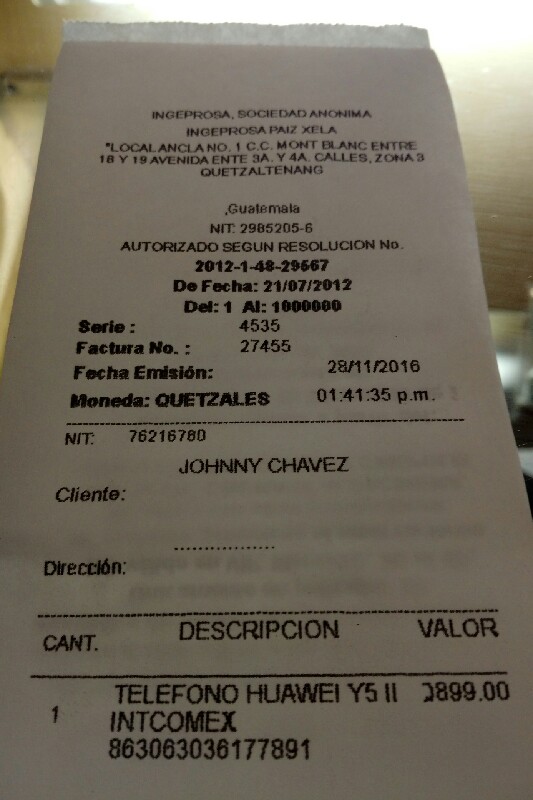 INGEPROSA, SOCIEDAD ANONIMA
INGEPROSA PAIZ XELA
"LOCAL ANCLA NO. 1 C.C. MONT BLANC ENTRE
18 Y 19 AVENIDA ENTE 3A. Y 4A. CALLES, ZONA 3
QUETZALTENANG
,Guatemala
NIT: 2985205-6
AUTORIZADO SEGUN RESOLUCION No.
2012-1-48-29567
De Fecha: 21/07/2012
Del: 1 Al: 1000000
Serie : 4535
Factura No. : 27455
Fecha Emisión: 28/11/2016
Moneda: QUETZALES 01:41:35 p.m.
NIT: 76216780
JOHNNY CHAVEZ
Cliente:
................
Dirección:
CANT. DESCRIPCION VALOR
1 TELEFONO HUAWEI Y5 II 899.00
INTCOMEX
863063036177891